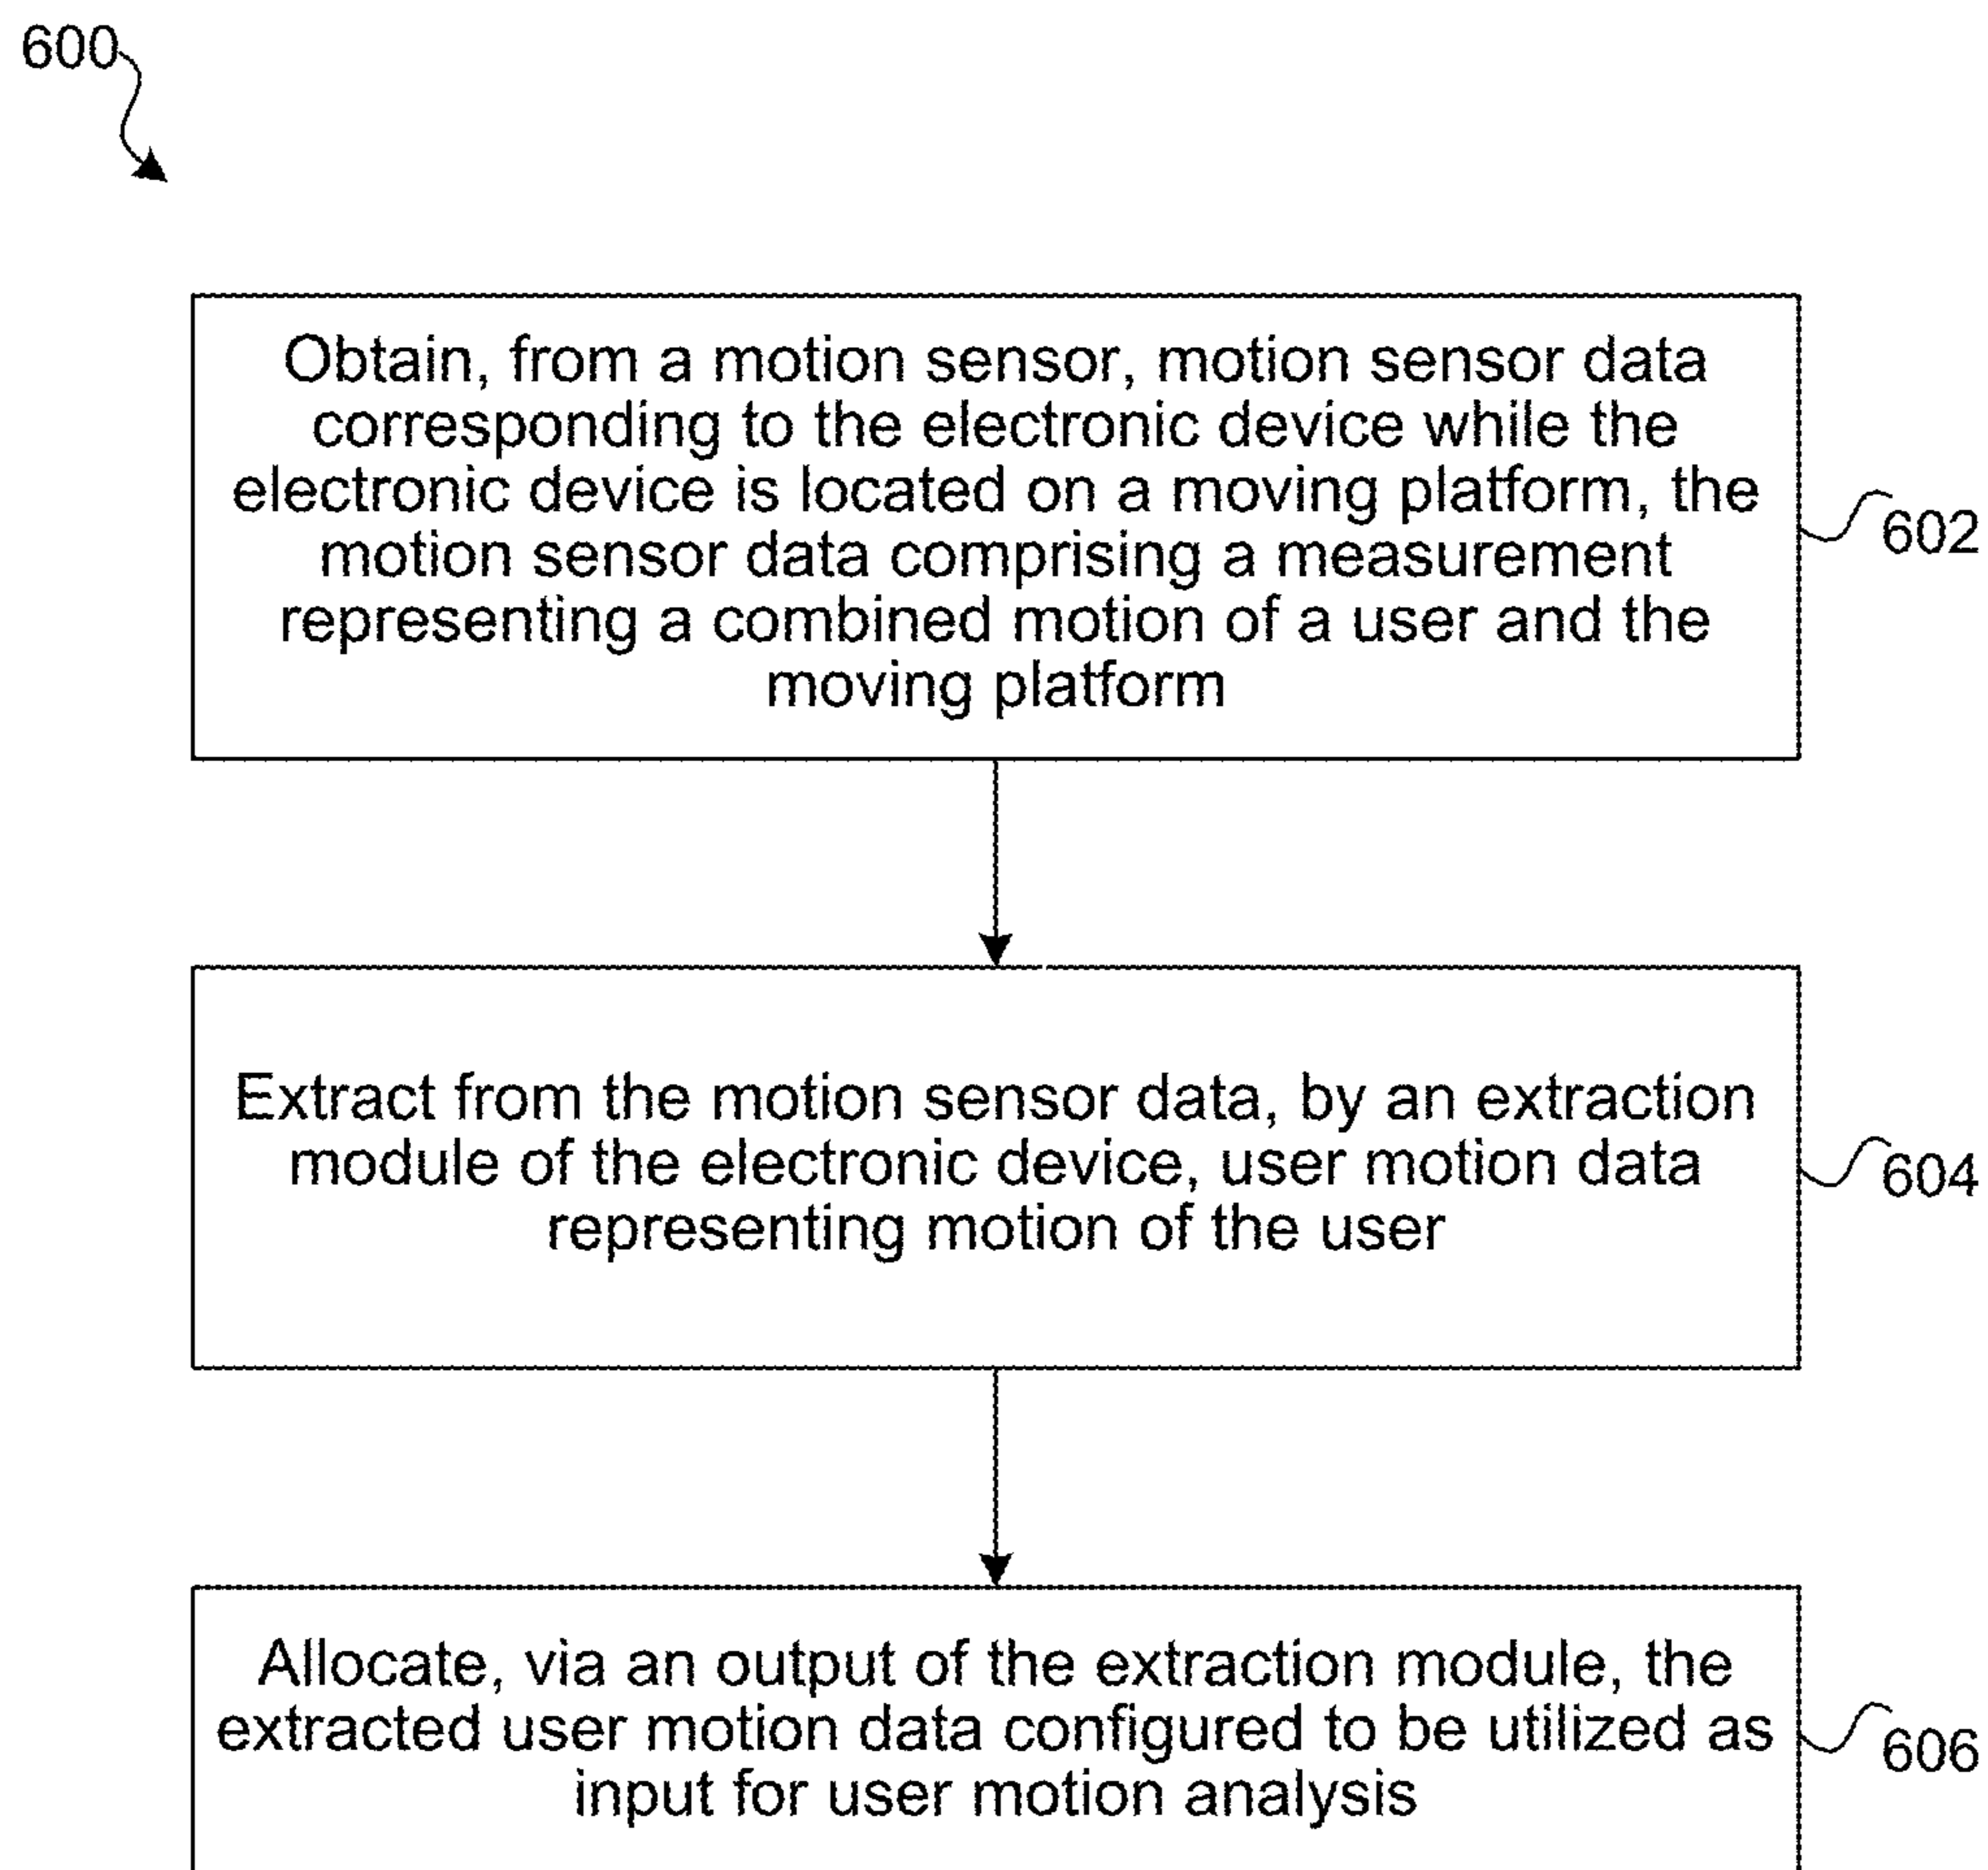 600
Obtain, from a motion sensor, motion sensor data
corresponding to the electronic device while the
electronic device is located on a moving platform, the
motion sensor data comprising a measurement
representing a combined motion of a user and the
moving platform
602
Extract from the motion sensor data, by an extraction
module of the electronic device, user motion data
representing motion of the user
604
Allocate, via an output of the extraction module, the
extracted user motion data configured to be utilized as
input for user motion analysis
606